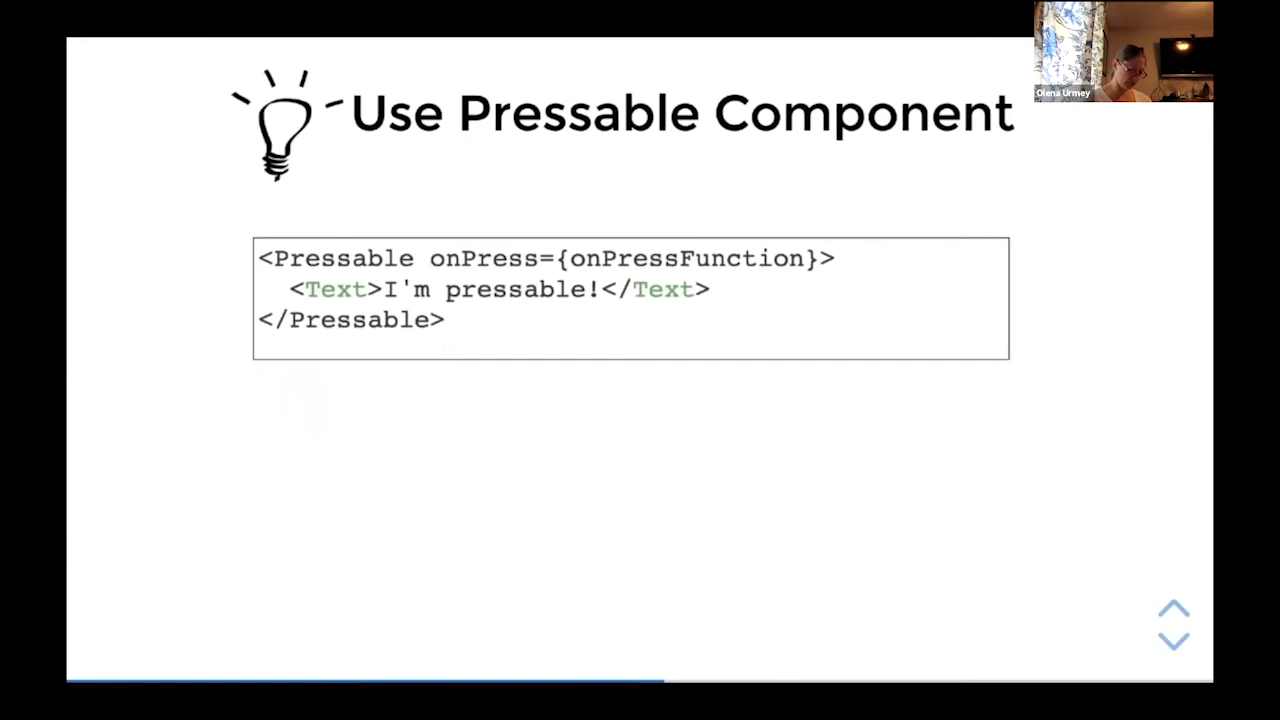 Use Pressable Component
Olena Urmey
<Pressable onPress={onPressFunction}>
<Text>I'm pressable!</Text>
</Pressable>